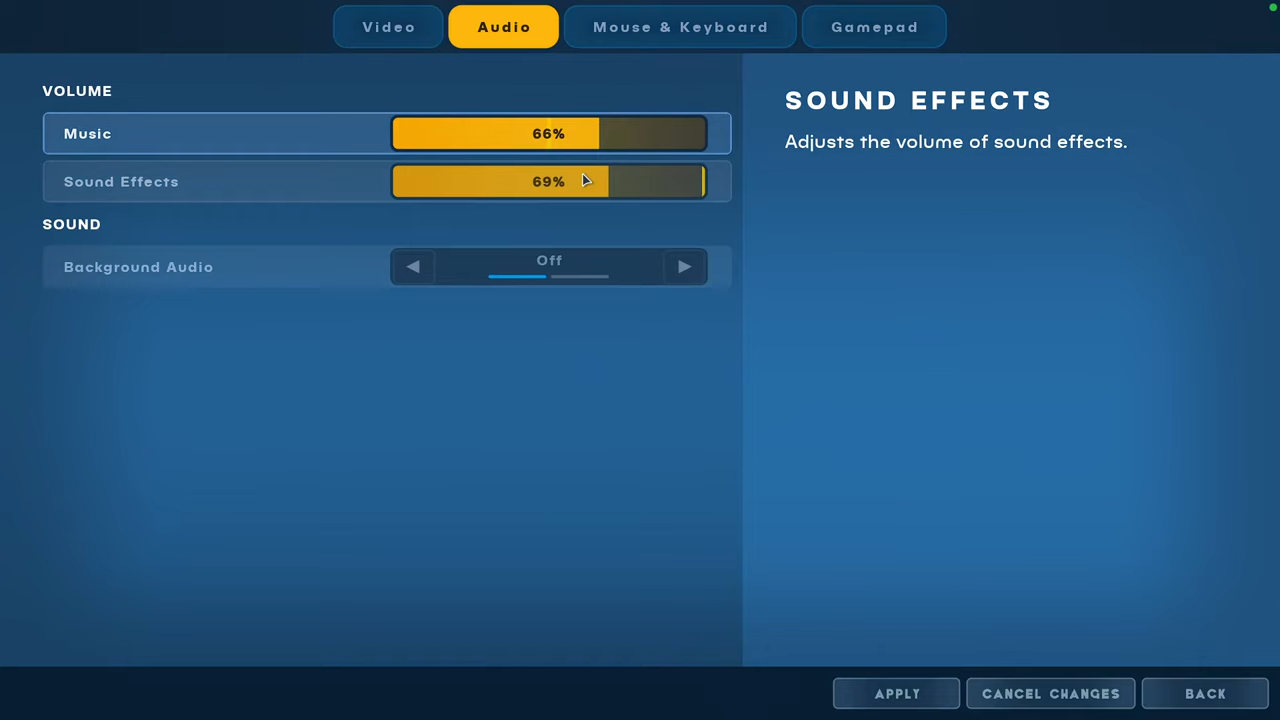 Video
Audio
Mouse & Keyboard
Gamepad
VOLUME
Music
66%
Sound Effects
69%
SOUND
Background Audio
Off
SOUND EFFECTS
Adjusts the volume of sound effects.
APPLY
CANCEL CHANGES
BACK